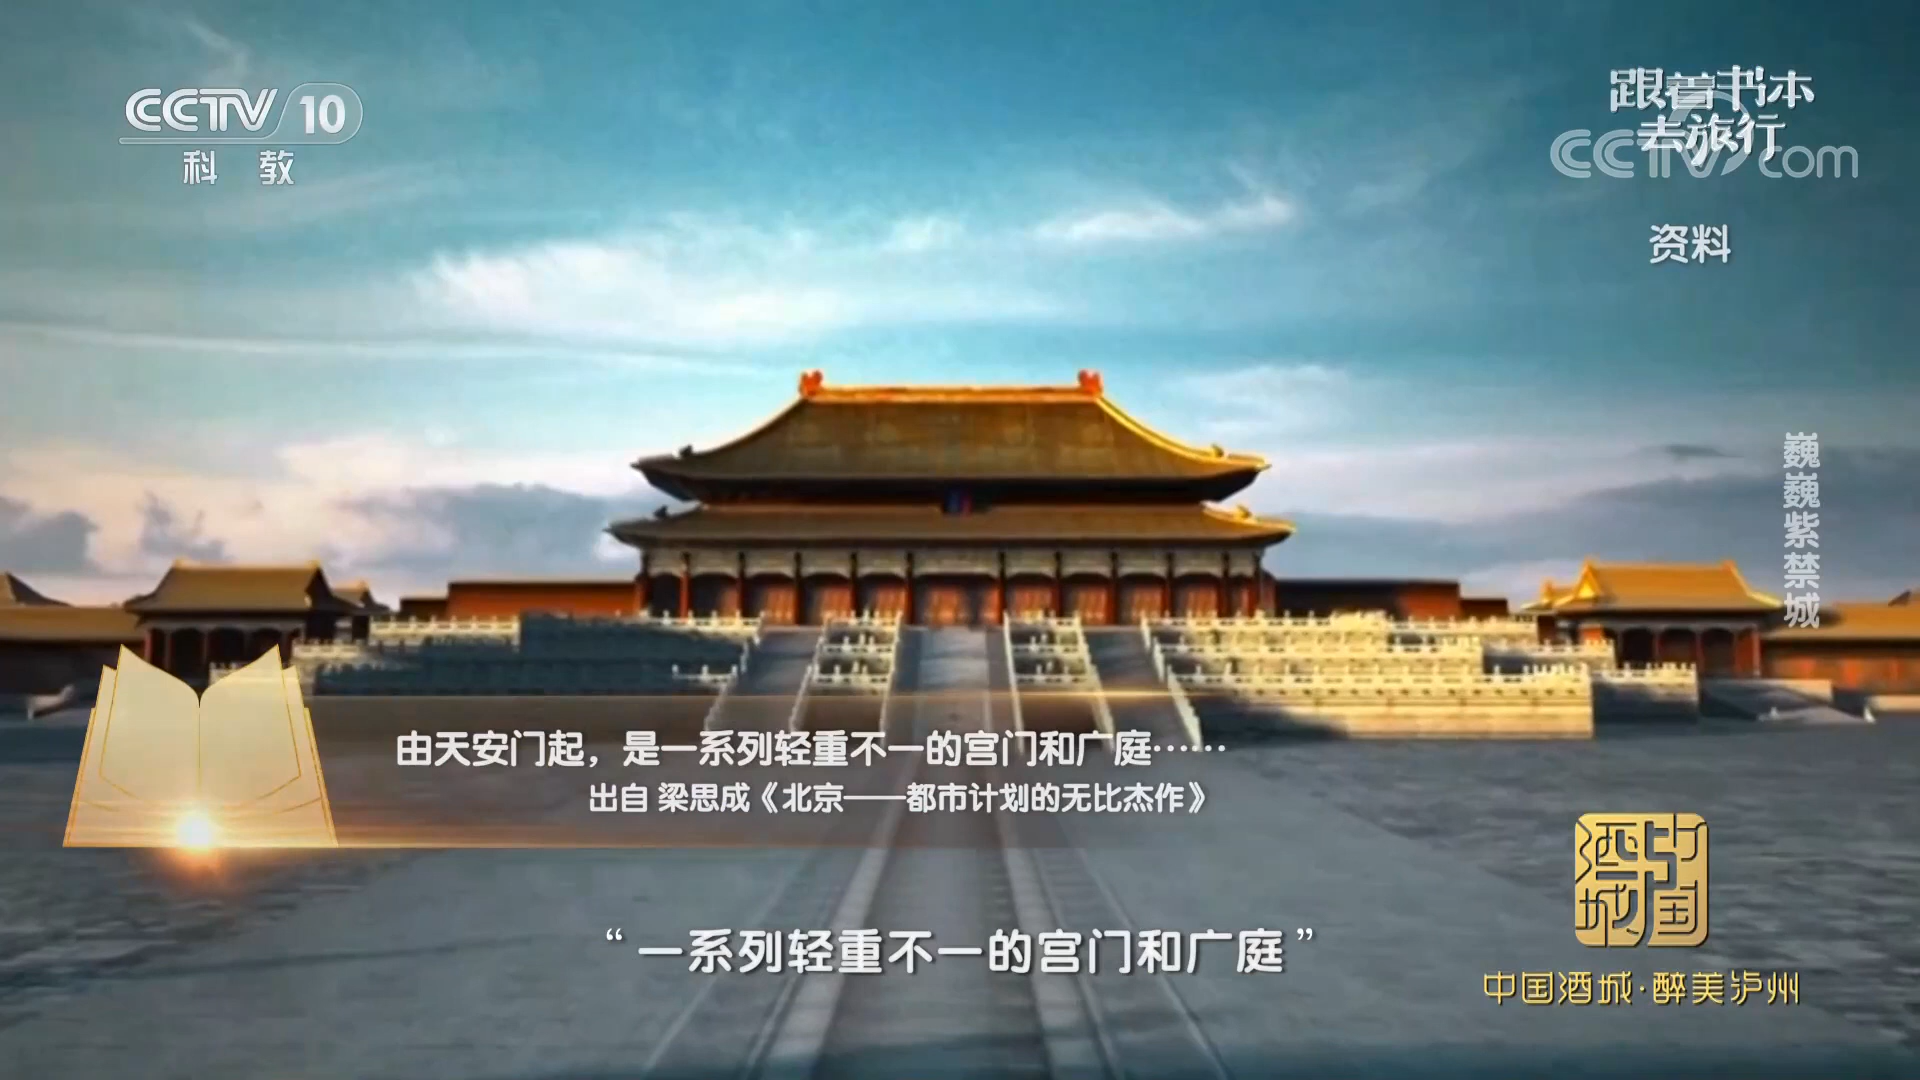 CCTV 10
科 教
跟着书本
去旅行
CCTV.com
资料
巍巍紫禁城
由天安门起，是一系列轻重不一的宫门和广庭……
出自 梁思成《北京——都市计划的无比杰作》
“一系列轻重不一的宫门和广庭”
中国
酒城
中国酒城·醉美泸州